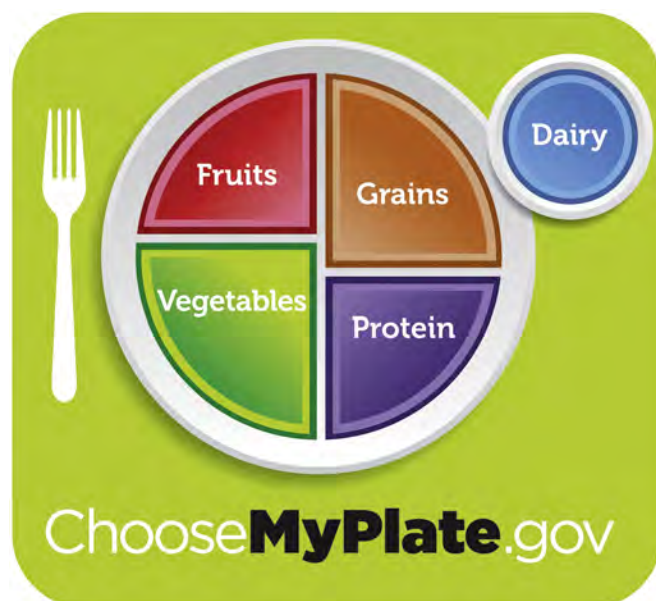 Fruits
Grains
Dairy
Vegetables
Protein
ChooseMyPlate.gov